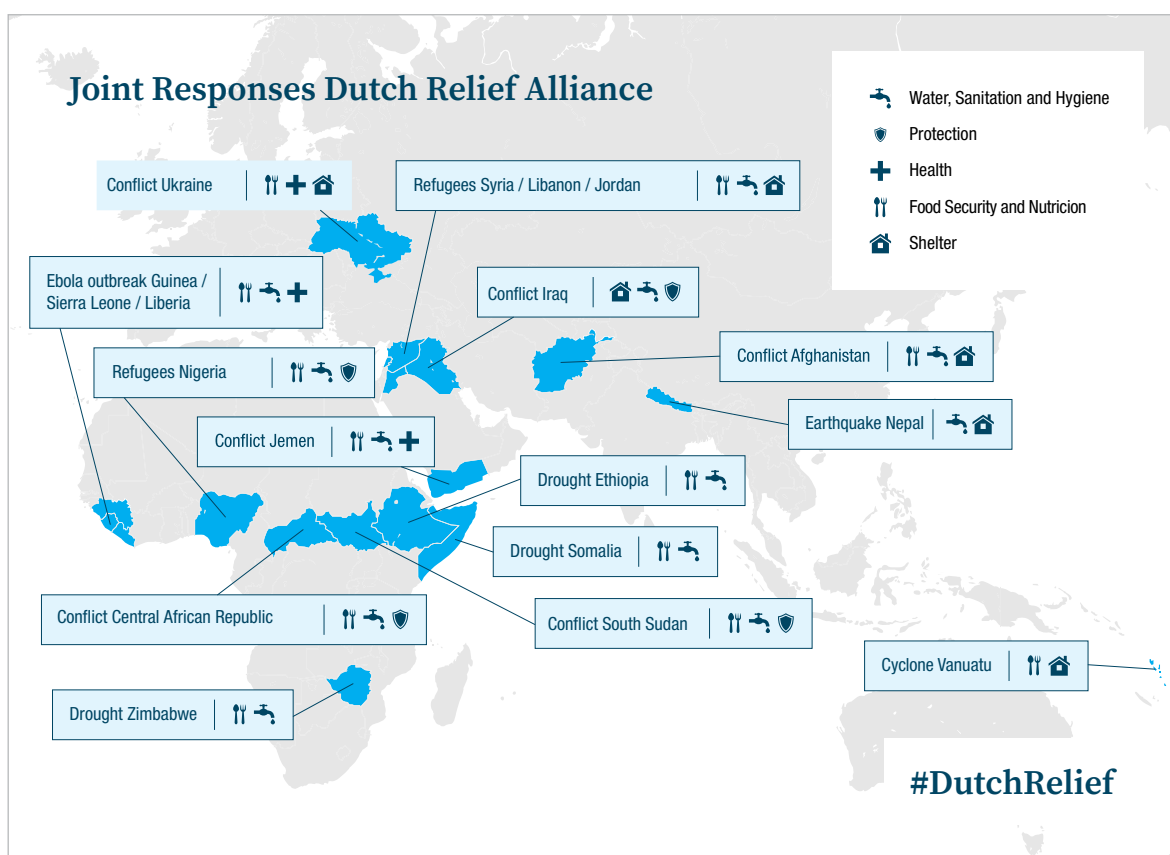 Joint Responses Dutch Relief Alliance
Water, Sanitation and Hygiene
Protection
Health
Food Security and Nutricion
Shelter
Conflict Ukraine
Refugees Syria / Libanon / Jordan
Ebola outbreak Guinea /
Sierra Leone / Liberia
Conflict Iraq
Refugees Nigeria
Conflict Afghanistan
Earthquake Nepal
Conflict Jemen
Drought Ethiopia
Drought Somalia
Conflict Central African Republic
Conflict South Sudan
Cyclone Vanuatu
Drought Zimbabwe
#DutchRelief